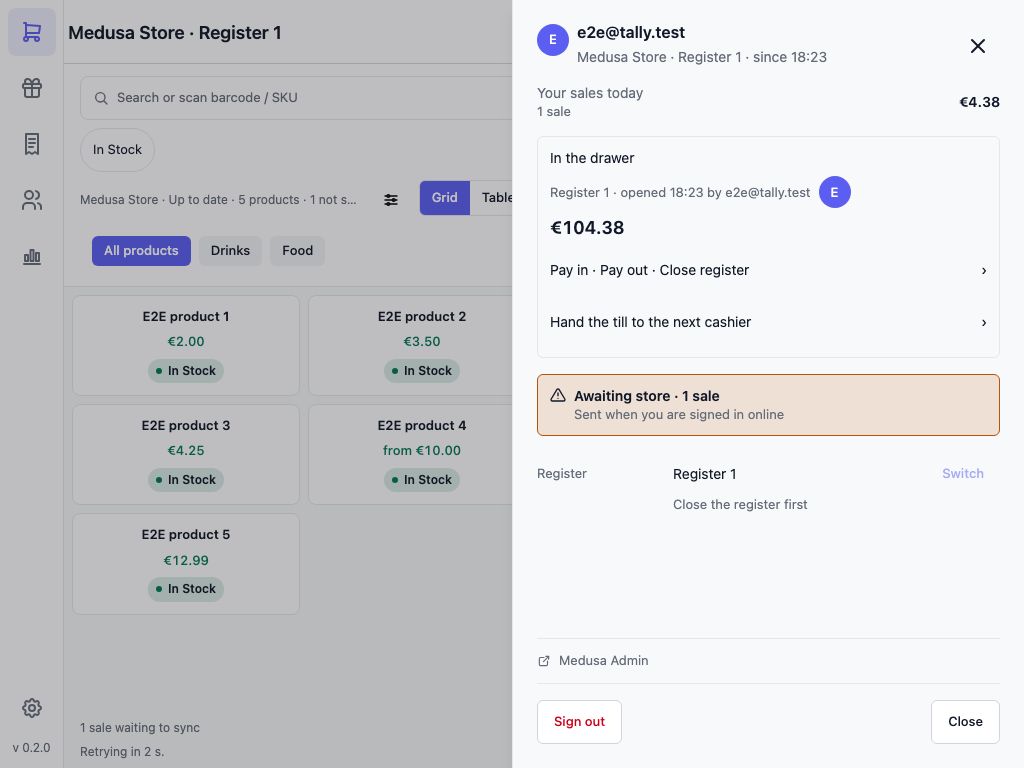 Medusa Store · Register 1
Search or scan barcode / SKU
In Stock
Medusa Store · Up to date · 5 products · 1 not s...
Grid
Table
All products
Drinks
Food
E2E product 1
€2.00
In Stock
E2E product 2
€3.50
In Stock
E2E product 3
€4.25
In Stock
E2E product 4
from €10.00
In Stock
E2E product 5
€12.99
In Stock
1 sale waiting to sync
Retrying in 2 s.
v 0.2.0
E
e2e@tally.test
Medusa Store · Register 1 · since 18:23
Your sales today
1 sale
€4.38
In the drawer
Register 1 · opened 18:23 by e2e@tally.test
E
€104.38
Pay in · Pay out · Close register ›
Hand the till to the next cashier ›
Awaiting store · 1 sale
Sent when you are signed in online
Register
Register 1
Switch
Close the register first
Medusa Admin
Sign out
Close